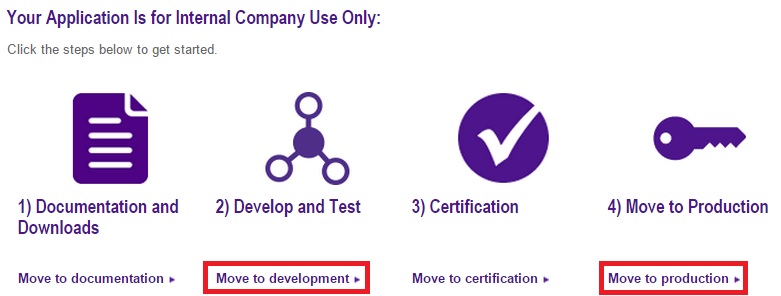 Your Application Is for Internal Company Use Only:
Click the steps below to get started.
1) Documentation and
Downloads
2) Develop and Test
3) Certification
4) Move to Production
Move to documentation ▸
Move to development ▸
Move to certification ▸
Move to production ▸